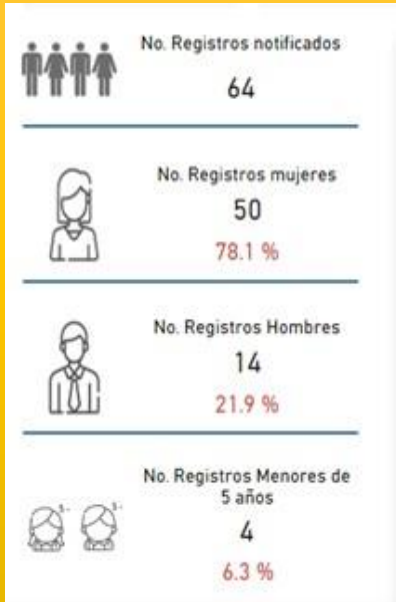 No. Registros notificados
64
No. Registros mujeres
50
78.1 %
No. Registros Hombres
14
21.9 %
No. Registros Menores de
5 años
4
6.3 %